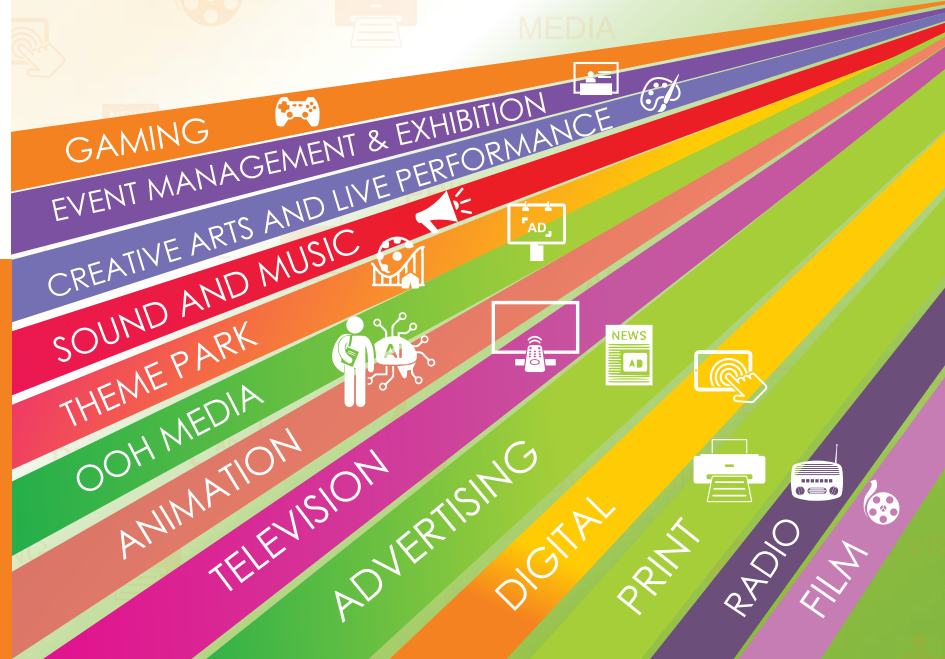 MEDIA
GAMING
EVENT MANAGEMENT & EXHIBITION
CREATIVE ARTS AND LIVE PERFORMANCE
SOUND AND MUSIC
THEME PARK
OOH MEDIA
ANIMATION
TELEVISION
ADVERTISING
DIGITAL
PRINT
RADIO
FILM
AD
Ai
NEWS
AD